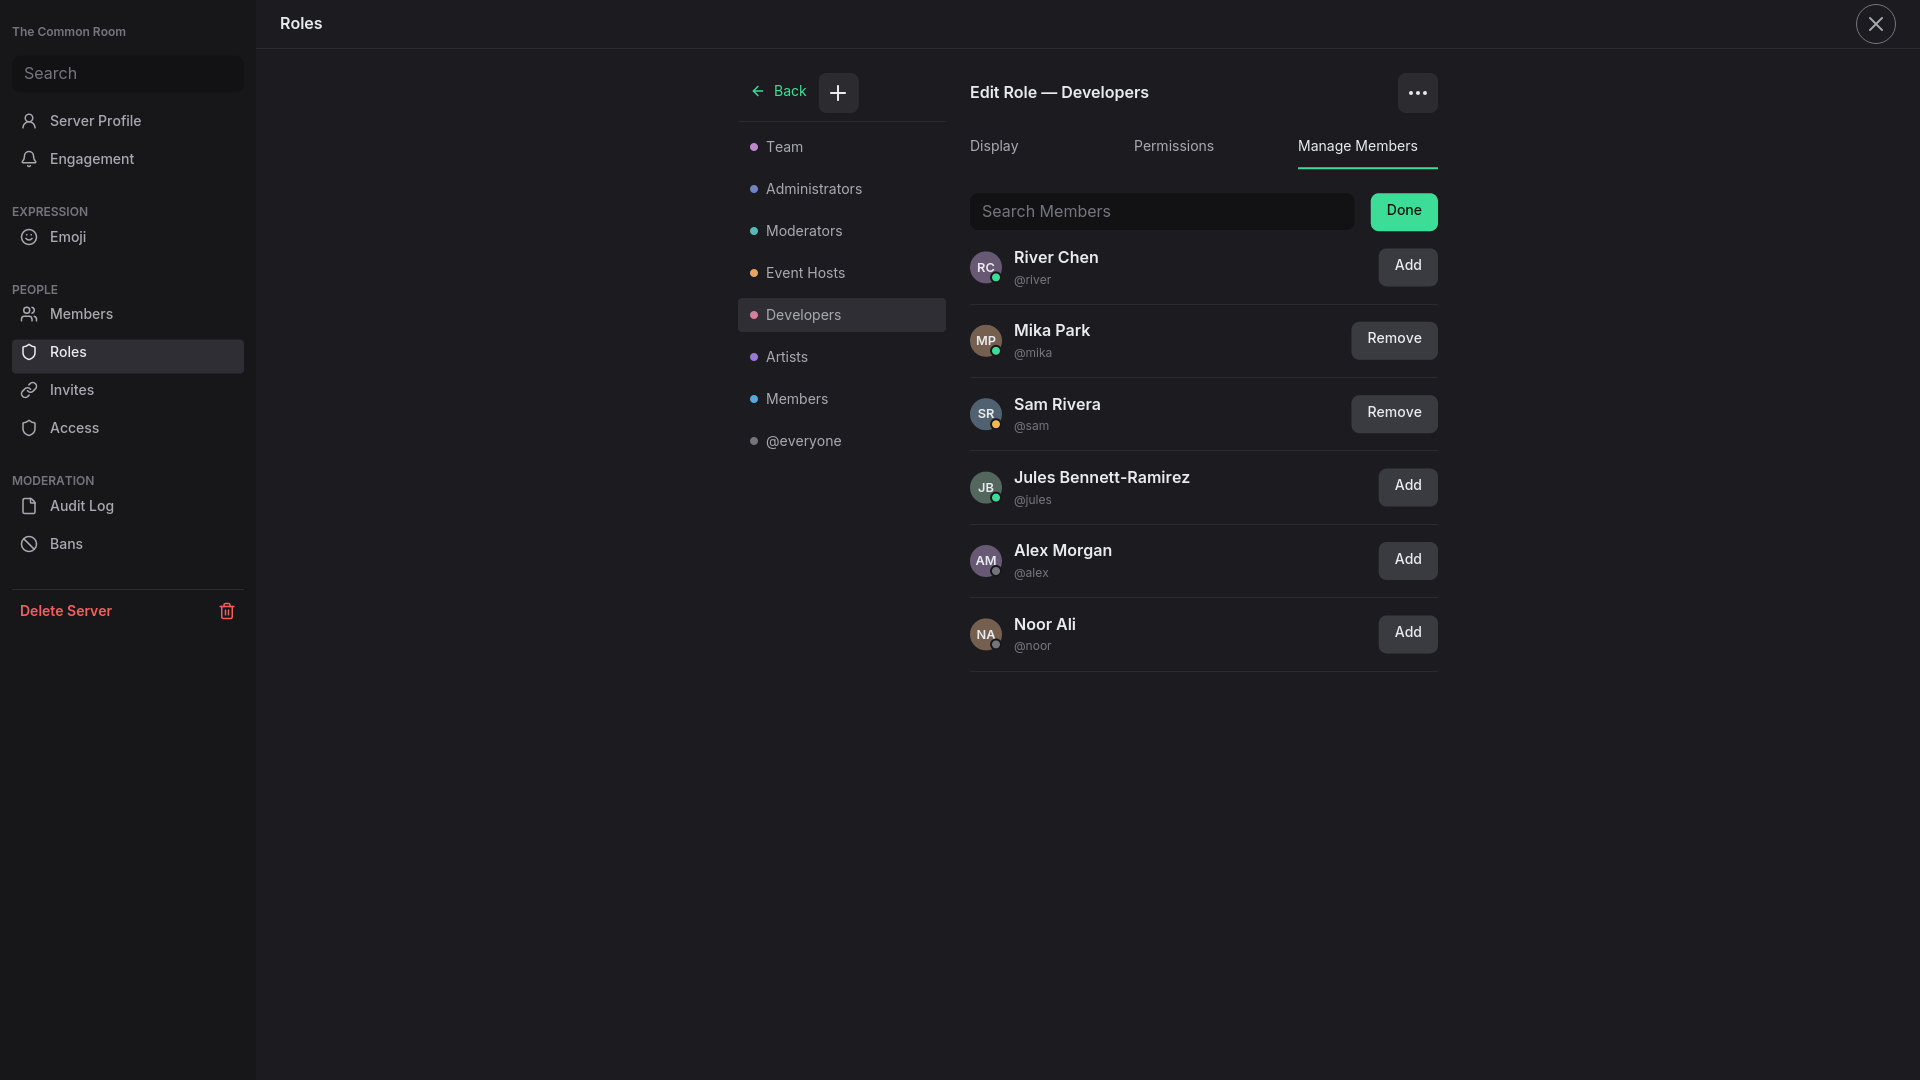 The Common Room
Search
Server Profile
Engagement
EXPRESSION
Emoji
PEOPLE
Members
Roles
Invites
Access
MODERATION
Audit Log
Bans
Delete Server
Roles
Back
Team
Administrators
Moderators
Event Hosts
Developers
Artists
Members
@everyone
Edit Role — Developers
Display Permissions Manage Members
Search Members Done
RC River Chen Add
@river
MP Mika Park Remove
@mika
SR Sam Rivera Remove
@sam
JB Jules Bennett-Ramirez Add
@jules
AM Alex Morgan Add
@alex
NA Noor Ali Add
@noor